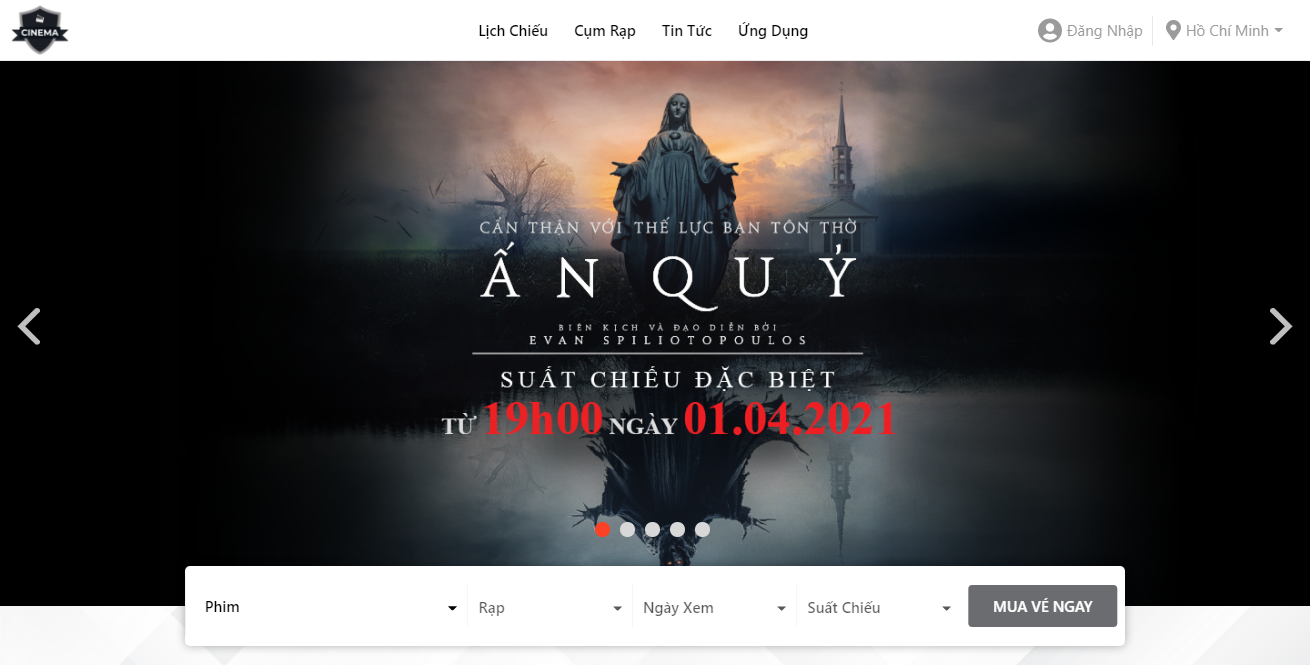 CINEMA
Lịch Chiếu Cụm Rạp Tin Tức Ứng Dụng
Đăng Nhập Hồ Chí Minh
CẨN THẬN VỚI THẾ LỰC BẠN TÔN THỜ
ẤN QUỶ
BIÊN KỊCH VÀ ĐẠO DIỄN BỞI
EVAN SPILIOTOPOULOS
SUẤT CHIẾU ĐẶC BIỆT
TỪ 19h00 NGÀY 01.04.2021
Phim Rạp Ngày Xem Suất Chiếu MUA VÉ NGAY